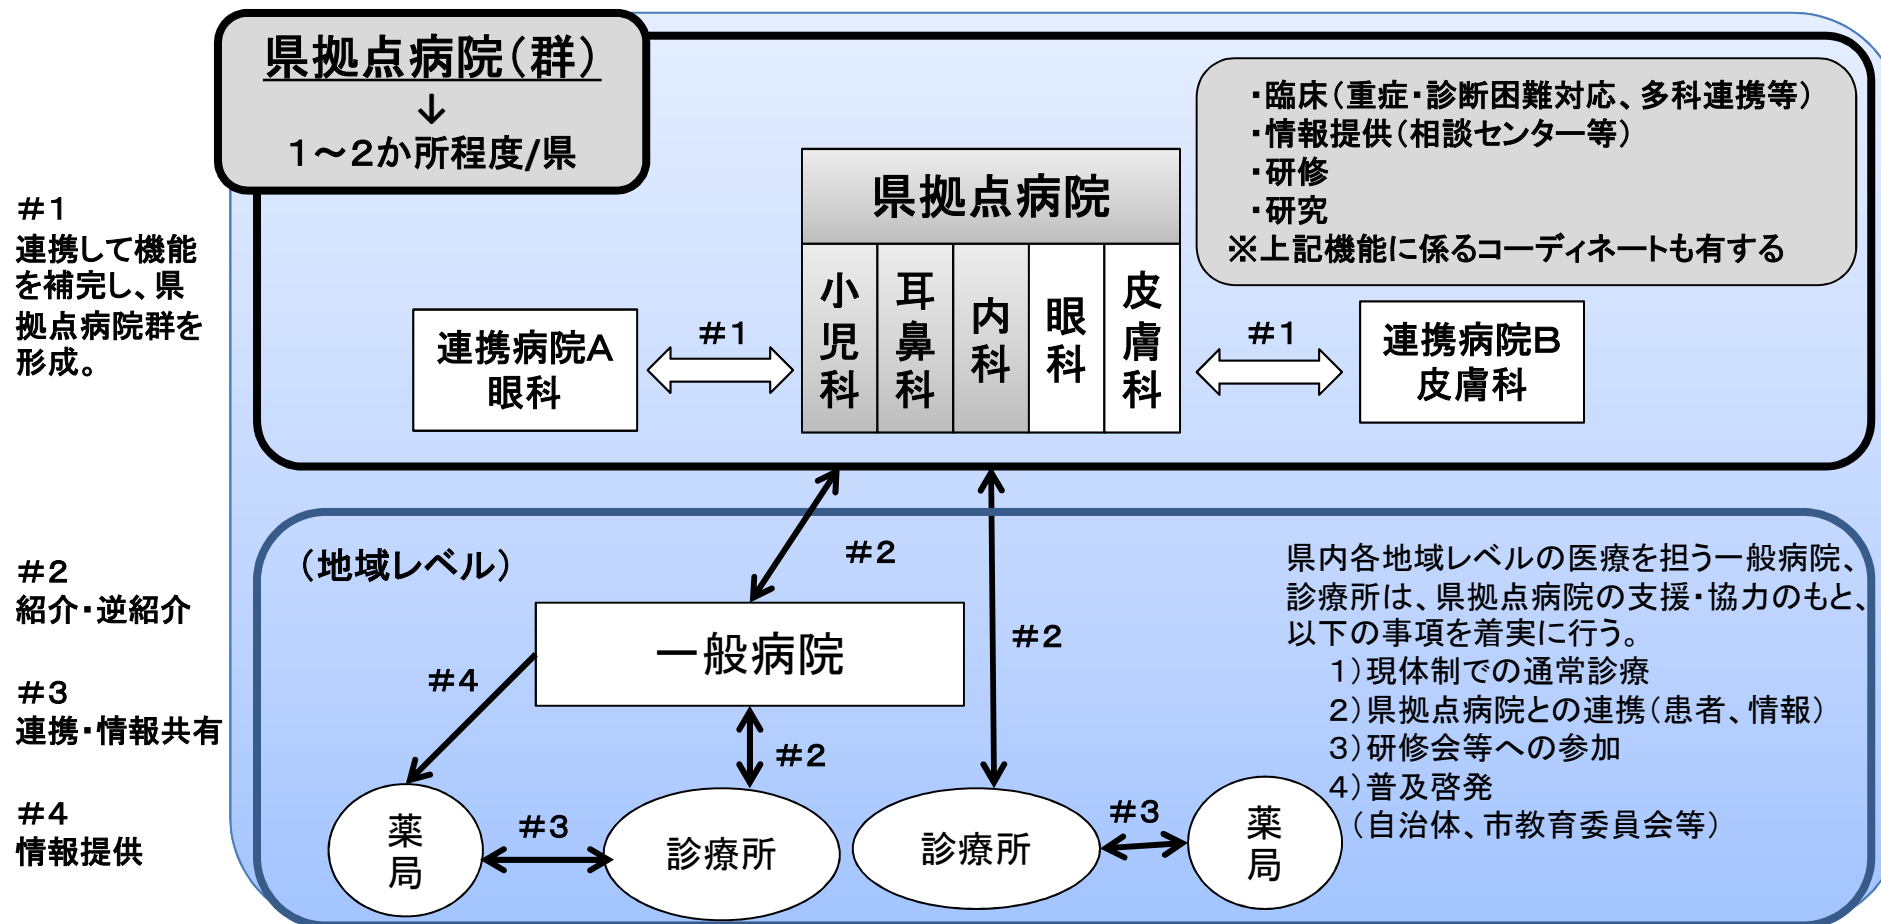 県拠点病院（群）
↓
１～２か所程度/県
・臨床（重症・診断困難対応、多科連携等）
・情報提供（相談センター等）
・研修
・研究
※上記機能に係るコーディネートも有する
県拠点病院
小児科
耳鼻科
内科
眼科
皮膚科
連携病院A
眼科
＃１
＃１
連携病院B
皮膚科
＃１
連携して機能
を補完し、県
拠点病院群を
形成。
＃２
紹介・逆紹介
＃３
連携・情報共有
＃４
情報提供
（地域レベル）
＃２
＃２
一般病院
＃４
＃２
薬局
＃３
診療所
診療所
＃３
薬局
県内各地域レベルの医療を担う一般病院、
診療所は、県拠点病院の支援・協力のもと、
以下の事項を着実に行う。
１）現体制での通常診療
２）県拠点病院との連携（患者、情報）
３）研修会等への参加
４）普及啓発
（自治体、市教育委員会等）